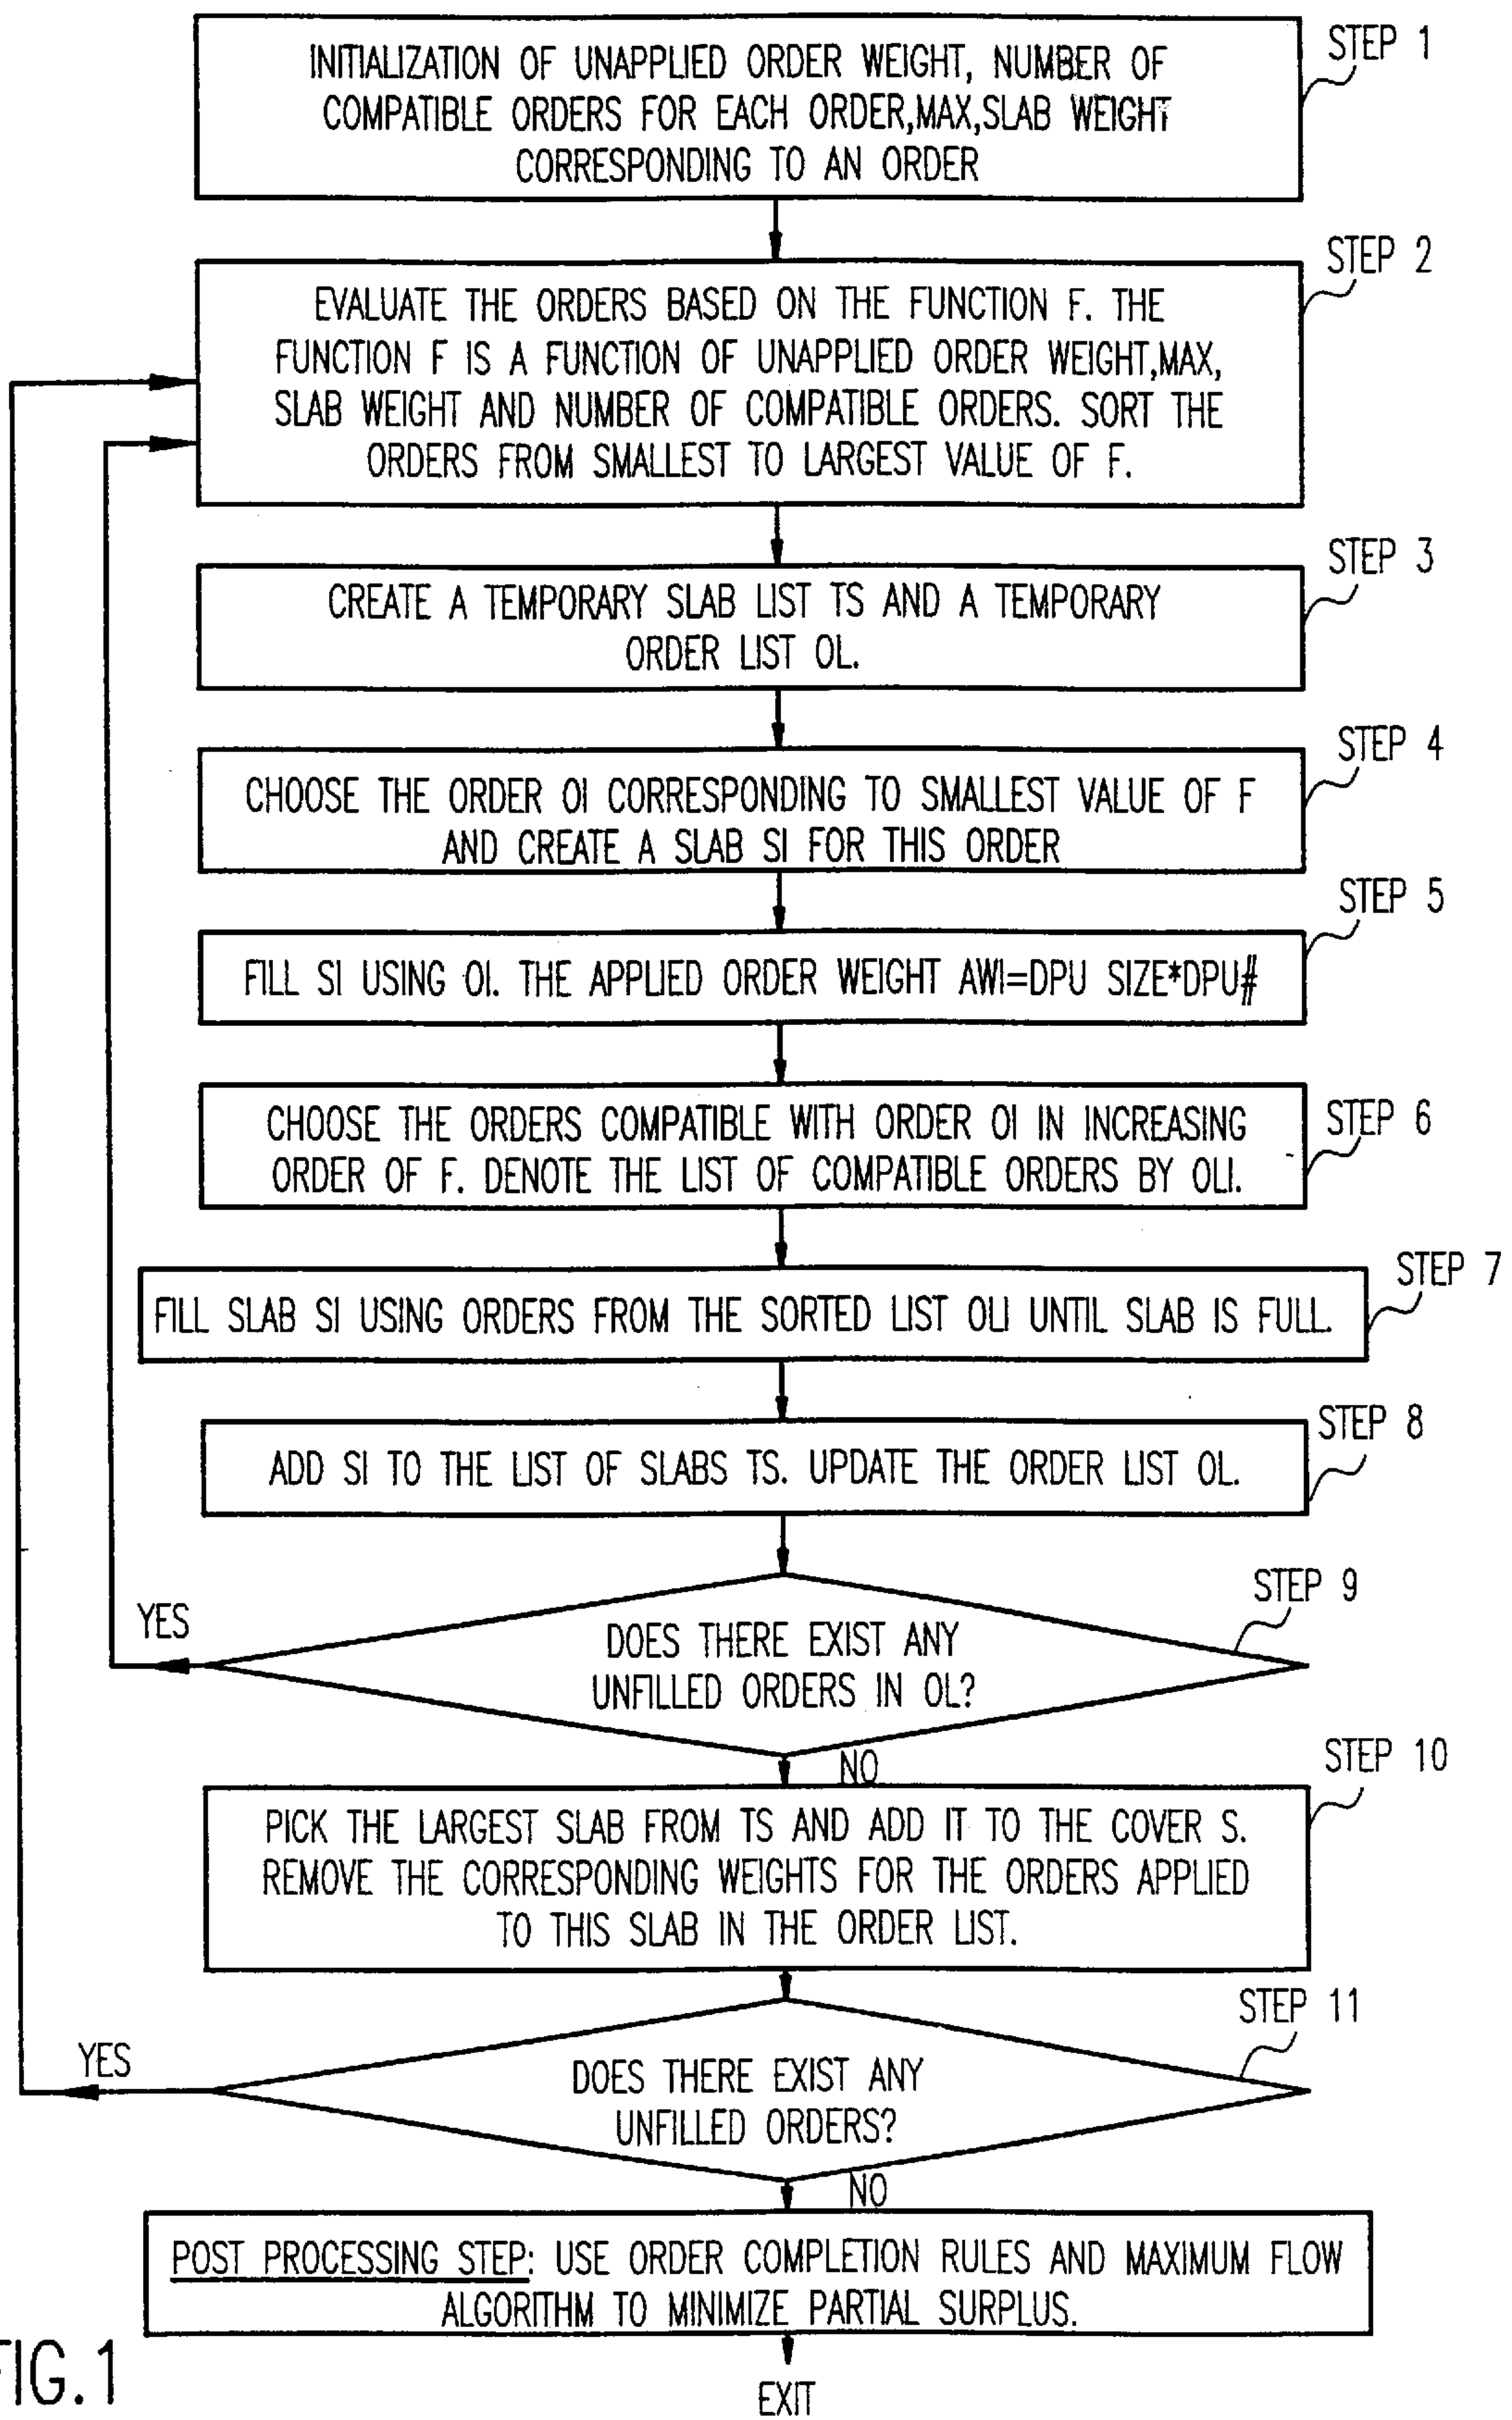 STEP 1
INITIALIZATION OF UNAPPLIED ORDER WEIGHT, NUMBER OF
COMPATIBLE ORDERS FOR EACH ORDER,MAX,SLAB WEIGHT
CORRESPONDING TO AN ORDER
STEP 2
EVALUATE THE ORDERS BASED ON THE FUNCTION F. THE
FUNCTION F IS A FUNCTION OF UNAPPLIED ORDER WEIGHT,MAX,
SLAB WEIGHT AND NUMBER OF COMPATIBLE ORDERS. SORT THE
ORDERS FROM SMALLEST TO LARGEST VALUE OF F.
STEP 3
CREATE A TEMPORARY SLAB LIST TS AND A TEMPORARY
ORDER LIST OL.
STEP 4
CHOOSE THE ORDER OI CORRESPONDING TO SMALLEST VALUE OF F
AND CREATE A SLAB SI FOR THIS ORDER
STEP 5
FILL SI USING OI. THE APPLIED ORDER WEIGHT AWI=DPU SIZE*DPU#
STEP 6
CHOOSE THE ORDERS COMPATIBLE WITH ORDER OI IN INCREASING
ORDER OF F. DENOTE THE LIST OF COMPATIBLE ORDERS BY OLI.
STEP 7
FILL SLAB SI USING ORDERS FROM THE SORTED LIST OLI UNTIL SLAB IS FULL.
STEP 8
ADD SI TO THE LIST OF SLABS TS. UPDATE THE ORDER LIST OL.
STEP 9
YES
DOES THERE EXIST ANY
UNFILLED ORDERS IN OL?
NO
STEP 10
PICK THE LARGEST SLAB FROM TS AND ADD IT TO THE COVER S.
REMOVE THE CORRESPONDING WEIGHTS FOR THE ORDERS APPLIED
TO THIS SLAB IN THE ORDER LIST.
STEP 11
YES
DOES THERE EXIST ANY
UNFILLED ORDERS?
NO
POST PROCESSING STEP: USE ORDER COMPLETION RULES AND MAXIMUM FLOW
ALGORITHM TO MINIMIZE PARTIAL SURPLUS.
EXIT
FIG.1